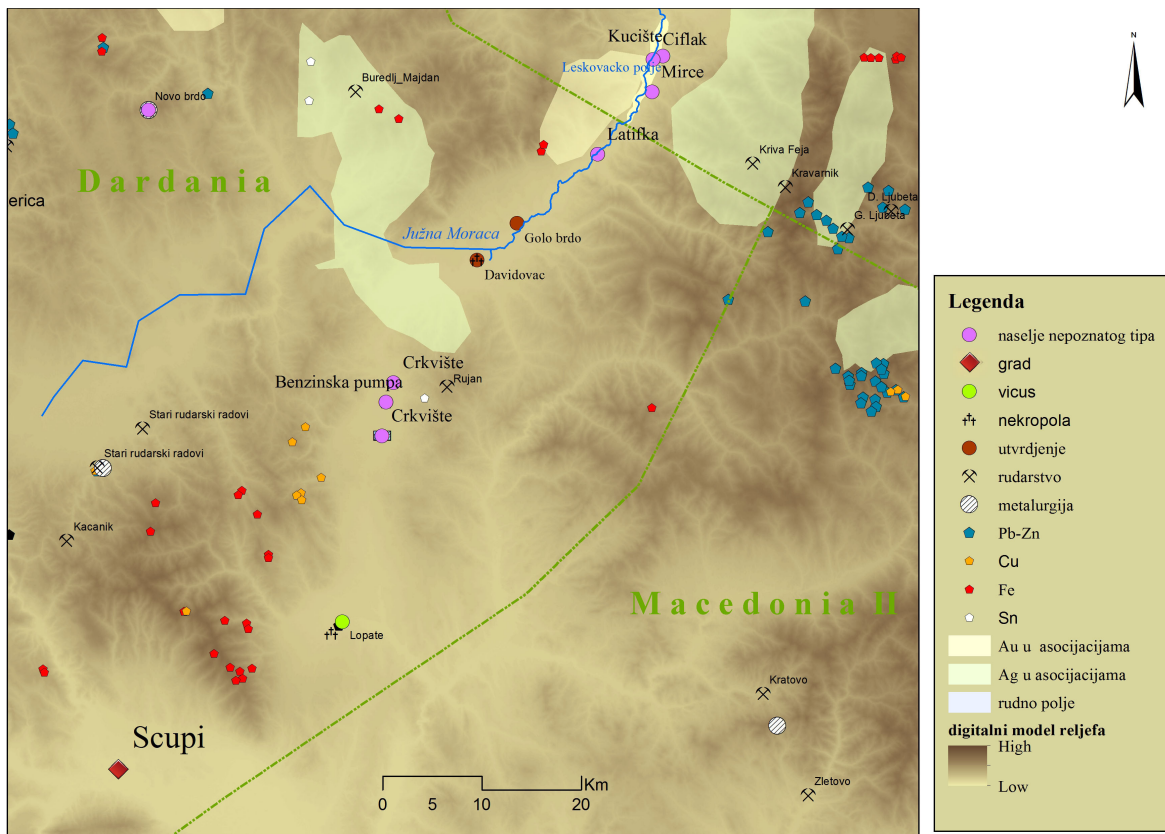 Kucište
Ciflak
Leskovacko polje
Mirce
Buredlj_Majdan
Novo brdo
Latifka
Kriva Feja
Kravarnik
D. Ljubeta
G. Ljubeta
Dardania
erica
Južna Moraca
Golo brdo
Davidovac
Crkvište
Benzinska pumpa
Rujan
Crkvište
Stari rudarski radovi
Stari rudarski radovi
Kacanik
Macedonia II
Lopate
Kratovo
Scupi
Zletovo
Km
0 5 10 20
N
Legenda
naselje nepoznatog tipa
grad
vicus
nekropola
utvrdjenje
rudarstvo
metalurgija
Pb-Zn
Cu
Fe
Sn
Au u asocijacijama
Ag u asocijacijama
rudno polje
digitalni model reljefa
High
Low